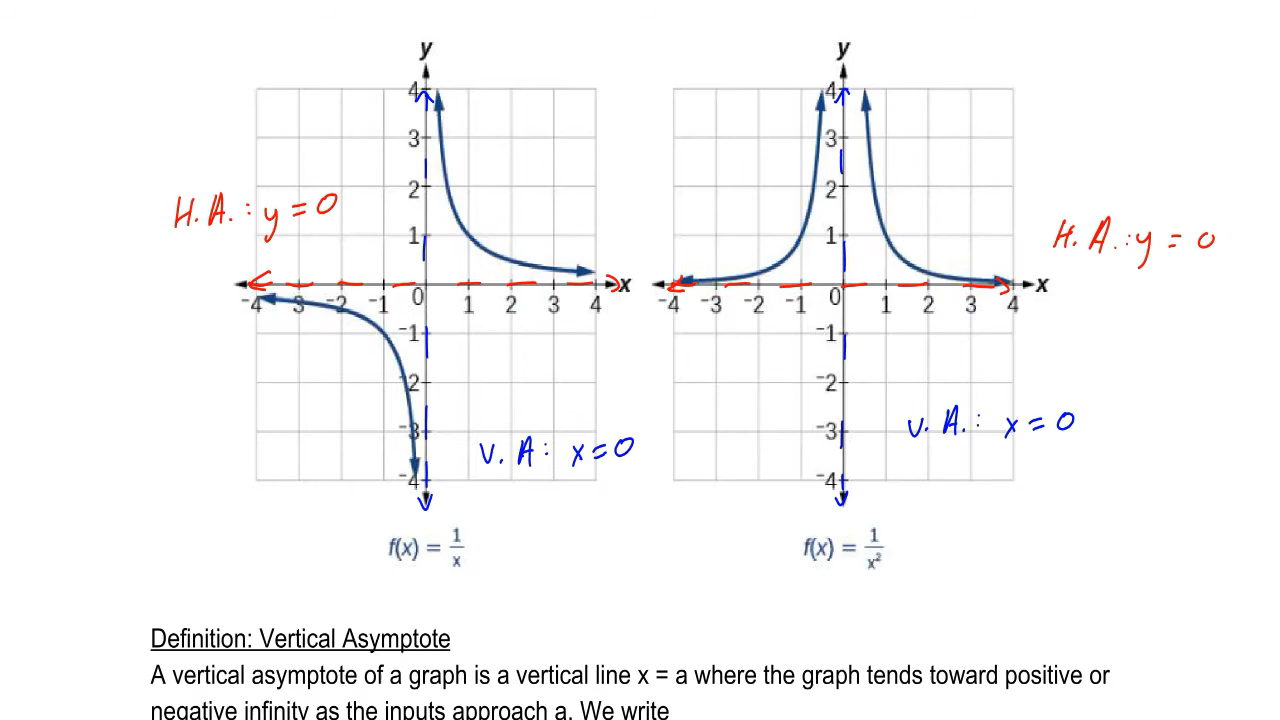 y y
4 4
3 3
2 2
H.A.: y = 0
1 1
H.A.: y = 0
x x
-4 -3 -2 -1 0 1 2 3 4 -4 -3 -2 -1 0 1 2 3 4
-1 -1
-2 -2
-3 -3
V.A.: x = 0
V.A: x = 0
-4 -4
f(x) = 1/x f(x) = 1/x²
Definition: Vertical Asymptote
A vertical asymptote of a graph is a vertical line x = a where the graph tends toward positive or
negative infinity as the inputs approach a. We write